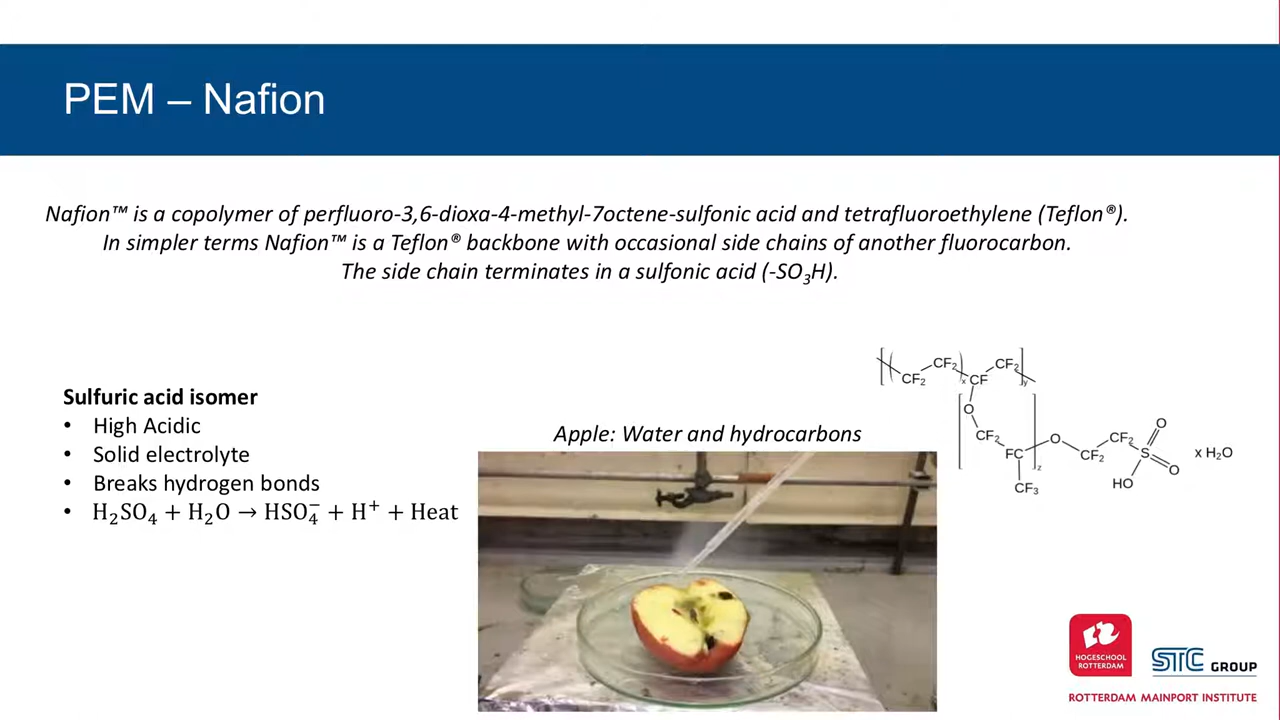 PEM – Nafion
Nafion™ is a copolymer of perfluoro-3,6-dioxa-4-methyl-7octene-sulfonic acid and tetrafluoroethylene (Teflon®).
In simpler terms Nafion™ is a Teflon® backbone with occasional side chains of another fluorocarbon.
The side chain terminates in a sulfonic acid (-SO₃H).
Sulfuric acid isomer
• High Acidic
• Solid electrolyte
• Breaks hydrogen bonds
• H₂SO₄ + H₂O → HSO₄⁻ + H⁺ + Heat
Apple: Water and hydrocarbons
CF₂ CF₂ x CF CF₂ y
O
CF₂ FC z O CF₂ CF₂ S O O
CF₃ HO
x H₂O
HOGESCHOOL
ROTTERDAM
STC GROUP
ROTTERDAM MAINPORT INSTITUTE